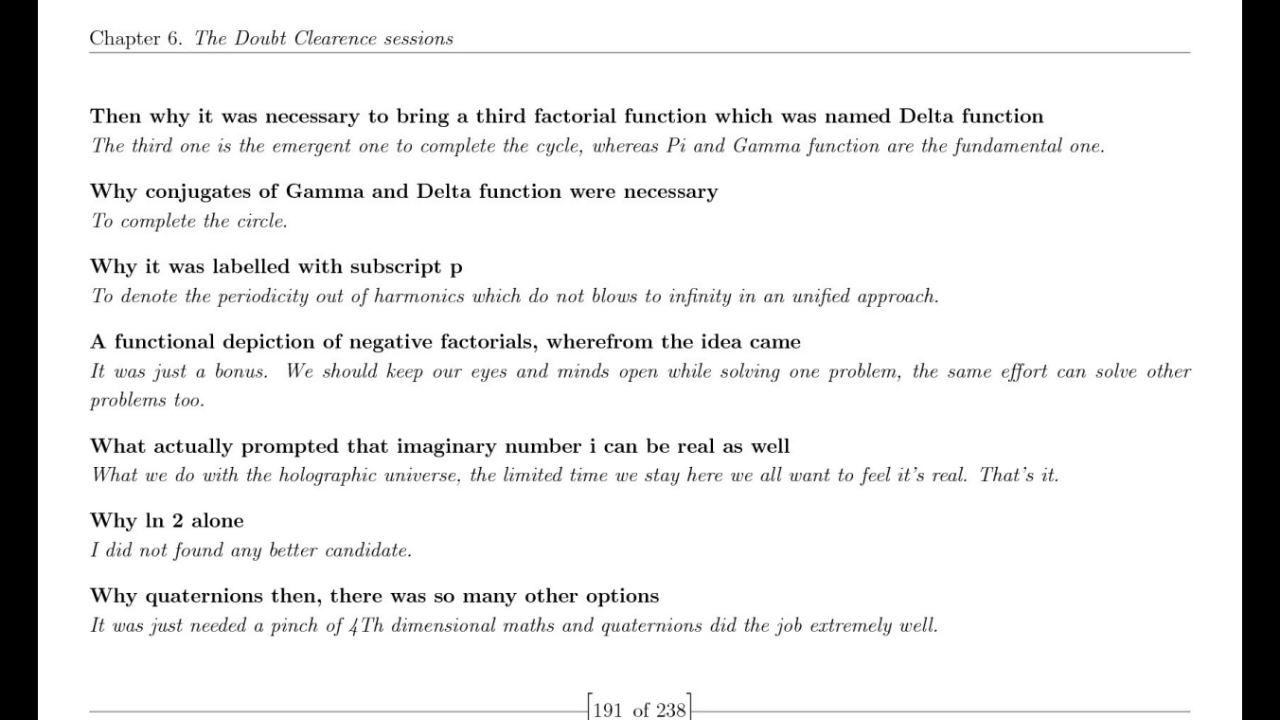 Chapter 6. The Doubt Clearence sessions
Then why it was necessary to bring a third factorial function which was named Delta function
The third one is the emergent one to complete the cycle, whereas Pi and Gamma function are the fundamental one.
Why conjugates of Gamma and Delta function were necessary
To complete the circle.
Why it was labelled with subscript p
To denote the periodicity out of harmonics which do not blows to infinity in an unified approach.
A functional depiction of negative factorials, wherefrom the idea came
It was just a bonus. We should keep our eyes and minds open while solving one problem, the same effort can solve other
problems too.
What actually prompted that imaginary number i can be real as well
What we do with the holographic universe, the limited time we stay here we all want to feel it's real. That's it.
Why ln 2 alone
I did not found any better candidate.
Why quaternions then, there was so many other options
It was just needed a pinch of 4Th dimensional maths and quaternions did the job extremely well.
[191 of 238]